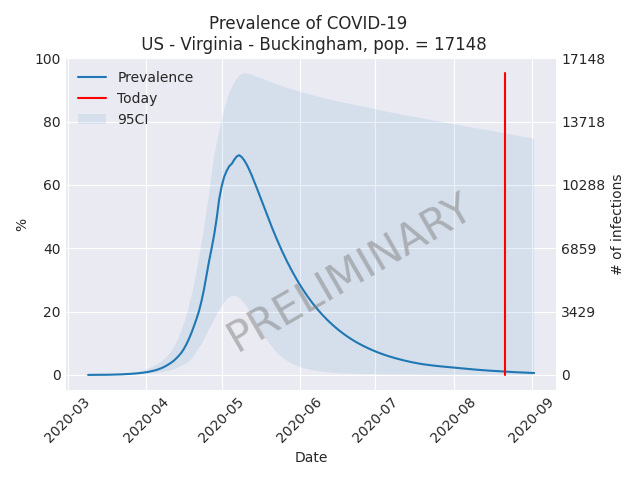 Prevalence of COVID-19
US - Virginia - Buckingham, pop. = 17148
100
80
60
40
20
0
%
17148
13718
10288
6859
3429
0
# of infections
Prevalence
Today
95CI
PRELIMINARY
2020-03
2020-04
2020-05
2020-06
2020-07
2020-08
2020-09
Date